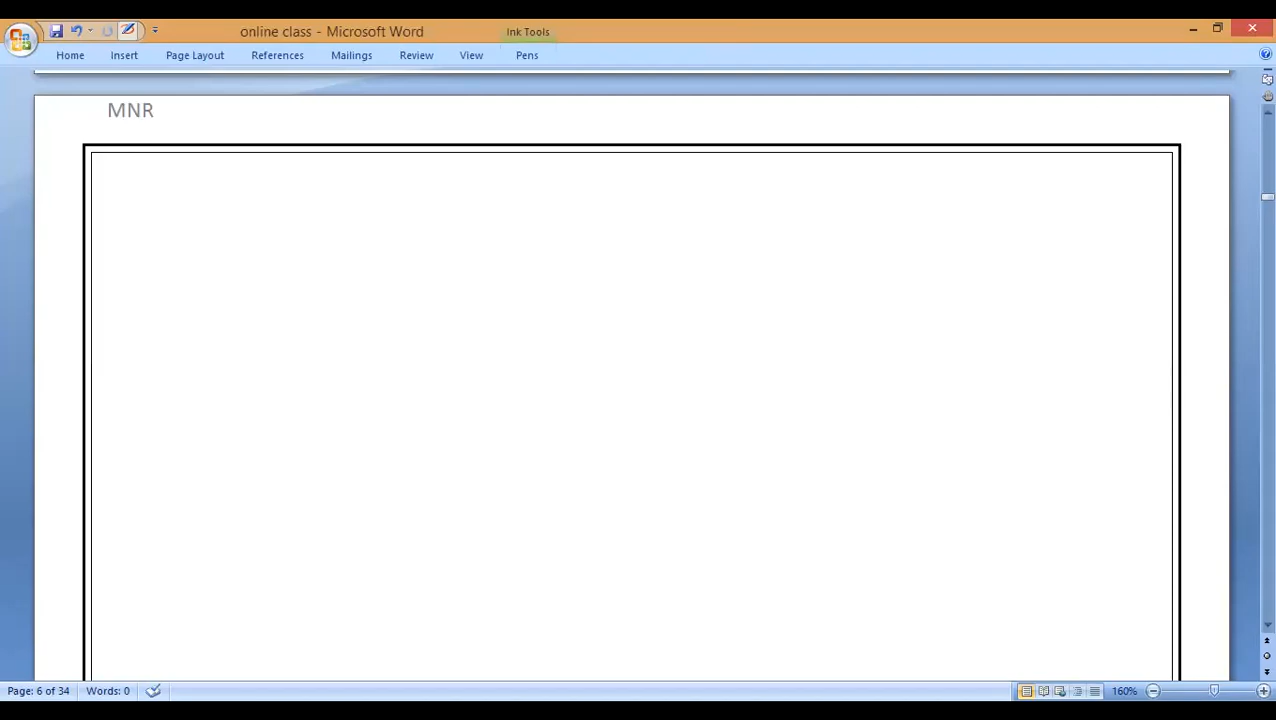 online class - Microsoft Word
Ink Tools
Home Insert Page Layout References Mailings Review View Pens
MNR
Page: 6 of 34 Words: 0 160%